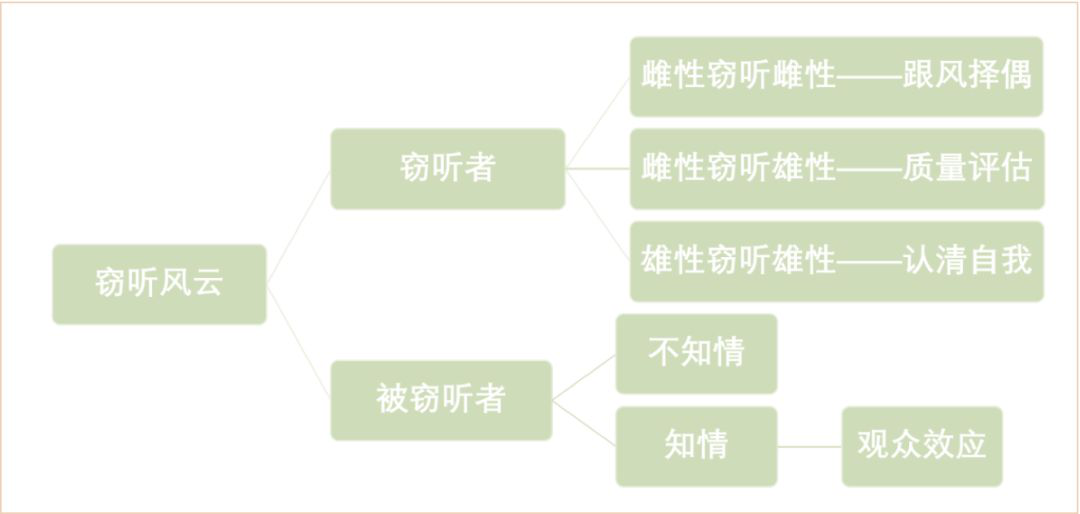 窃听风云
窃听者
雌性窃听雌性——跟风择偶
雌性窃听雄性——质量评估
雄性窃听雄性——认清自我
被窃听者
不知情
知情
观众效应